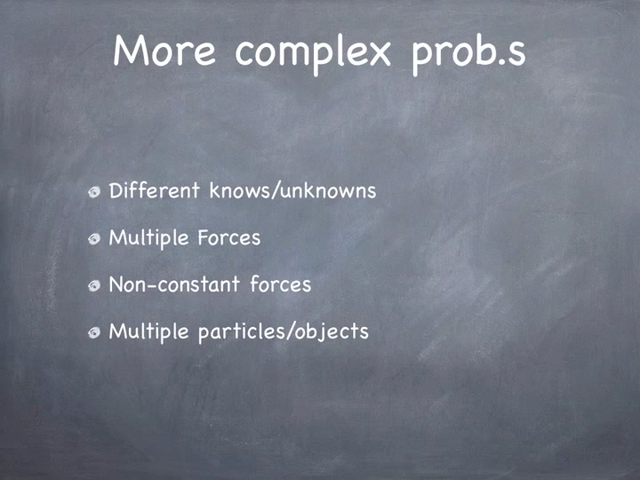 More complex prob.s
Different knows/unknowns
Multiple Forces
Non-constant forces
Multiple particles/objects